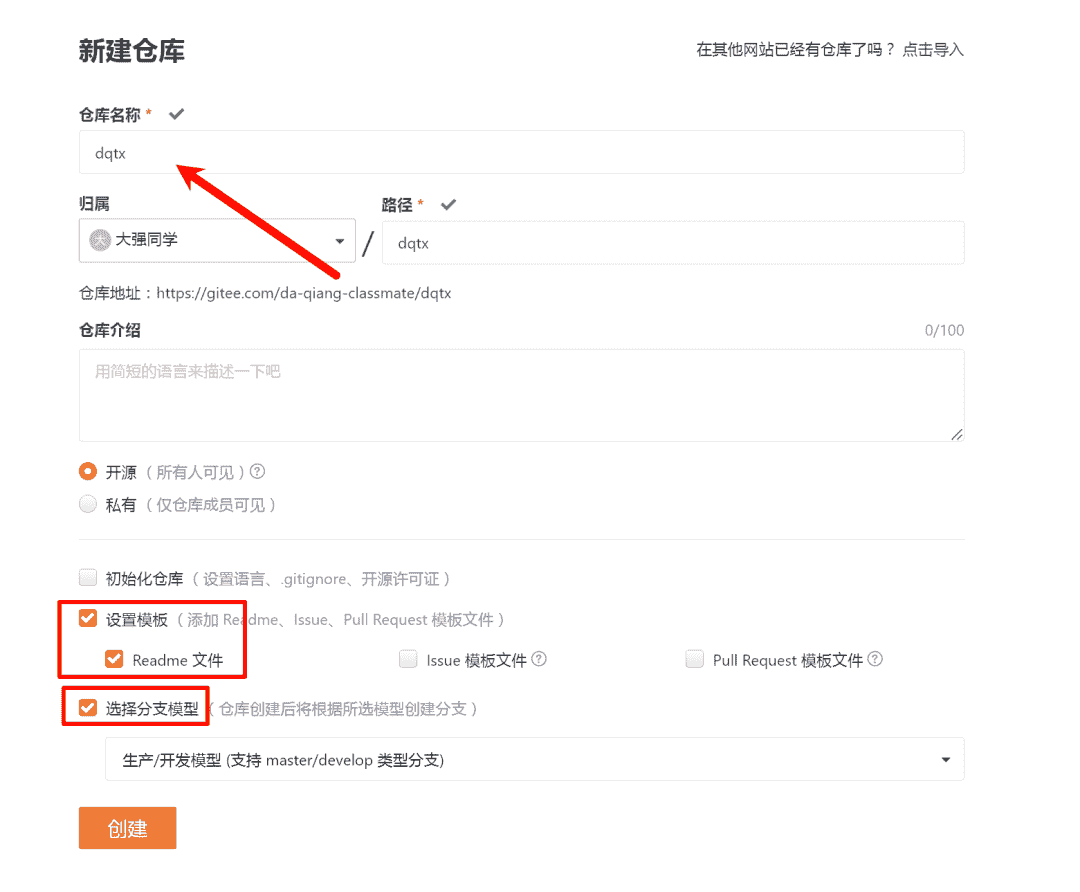 新建仓库
在其他网站已经有仓库了吗？ 点击导入
仓库名称 *
dqtx
归属
路径 *
大强同学
/
dqtx
仓库地址：https://gitee.com/da-qiang-classmate/dqtx
仓库介绍
0/100
用简短的语言来描述一下吧
开源（所有人可见）?
私有（仅仓库成员可见）
初始化仓库（设置语言、.gitignore、开源许可证）
设置模板（添加 Readme、Issue、Pull Request 模板文件）
Readme 文件
Issue 模板文件 ?
Pull Request 模板文件 ?
选择分支模型（仓库创建后将根据所选模型创建分支）
生产/开发模型 (支持 master/develop 类型分支)
创建